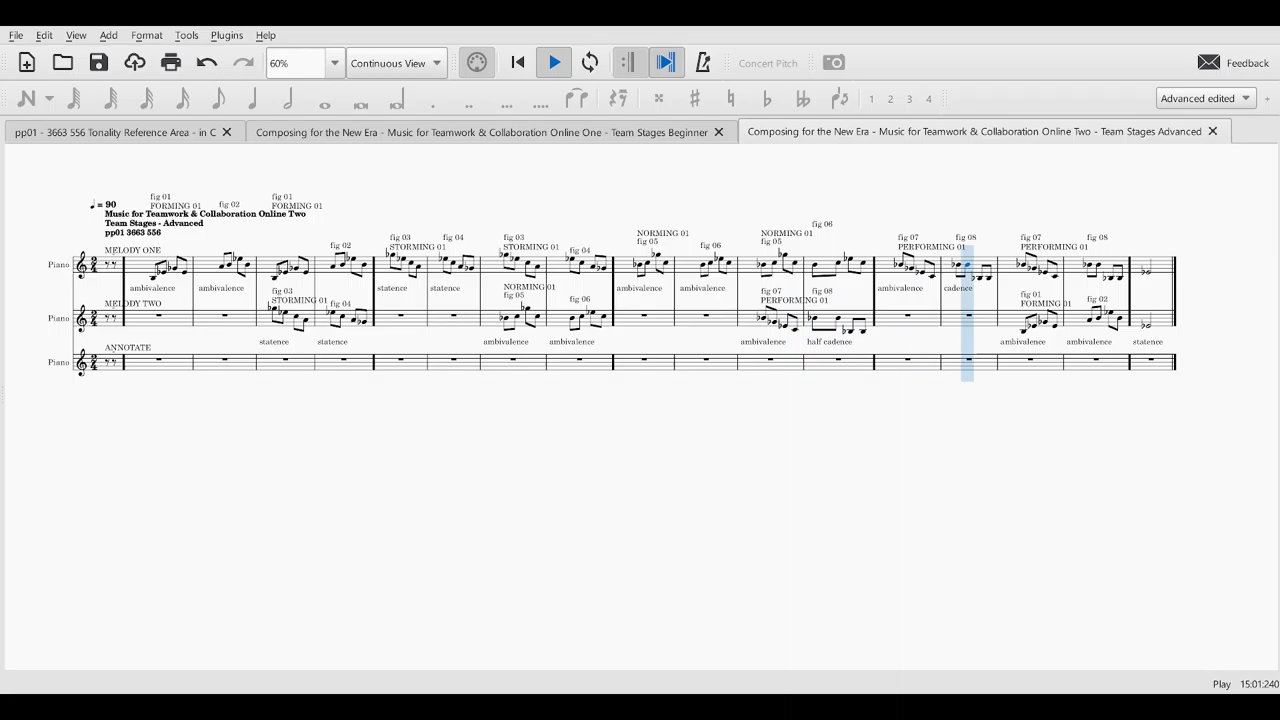 File Edit View Add Format Tools Plugins Help
60% Continuous View Concert Pitch Feedback
1 2 3 4 Advanced edited +
pp01 - 3663 556 Tonality Reference Area - in C
Composing for the New Era - Music for Teamwork & Collaboration Online One - Team Stages Beginner
Composing for the New Era - Music for Teamwork & Collaboration Online Two - Team Stages Advanced
fig 01 fig 01
FORMING 01 fig 02 FORMING 01
= 90
Music for Teamwork & Collaboration Online Two
Team Stages - Advanced
pp01 3663 556
fig 06
NORMING 01 NORMING 01
fig 03 fig 04 fig 03 fig 05 fig 06 fig 05 fig 07 fig 08 fig 07 fig 08
MELODY ONE fig 02 STORMING 01 STORMING 01 fig 04 PERFORMING 01 PERFORMING 01
Piano
ambivalence ambivalence statence statence NORMING 01 ambivalence ambivalence ambivalence cadence
fig 03 fig 05 fig 07 fig 08 fig 01
MELODY TWO STORMING 01 fig 04 fig 06 PERFORMING 01 FORMING 01 fig 02
Piano
statence statence ambivalence ambivalence ambivalence half cadence ambivalence ambivalence statence
ANNOTATE
Piano
Play 15:01:240